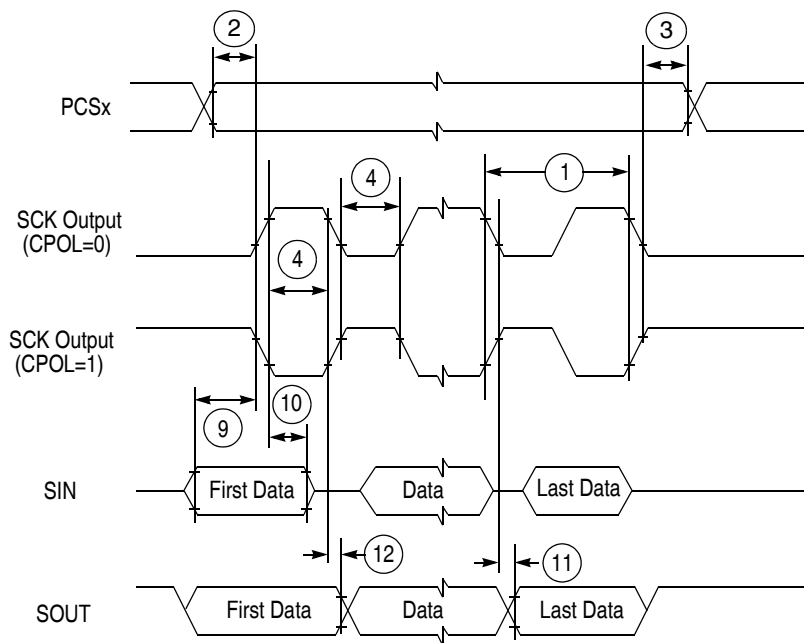 2
3
PCSx
4
1
SCK Output
(CPOL=0)
4
SCK Output
(CPOL=1)
10
9
SIN
First Data
Data
Last Data
12
11
SOUT
First Data
Data
Last Data